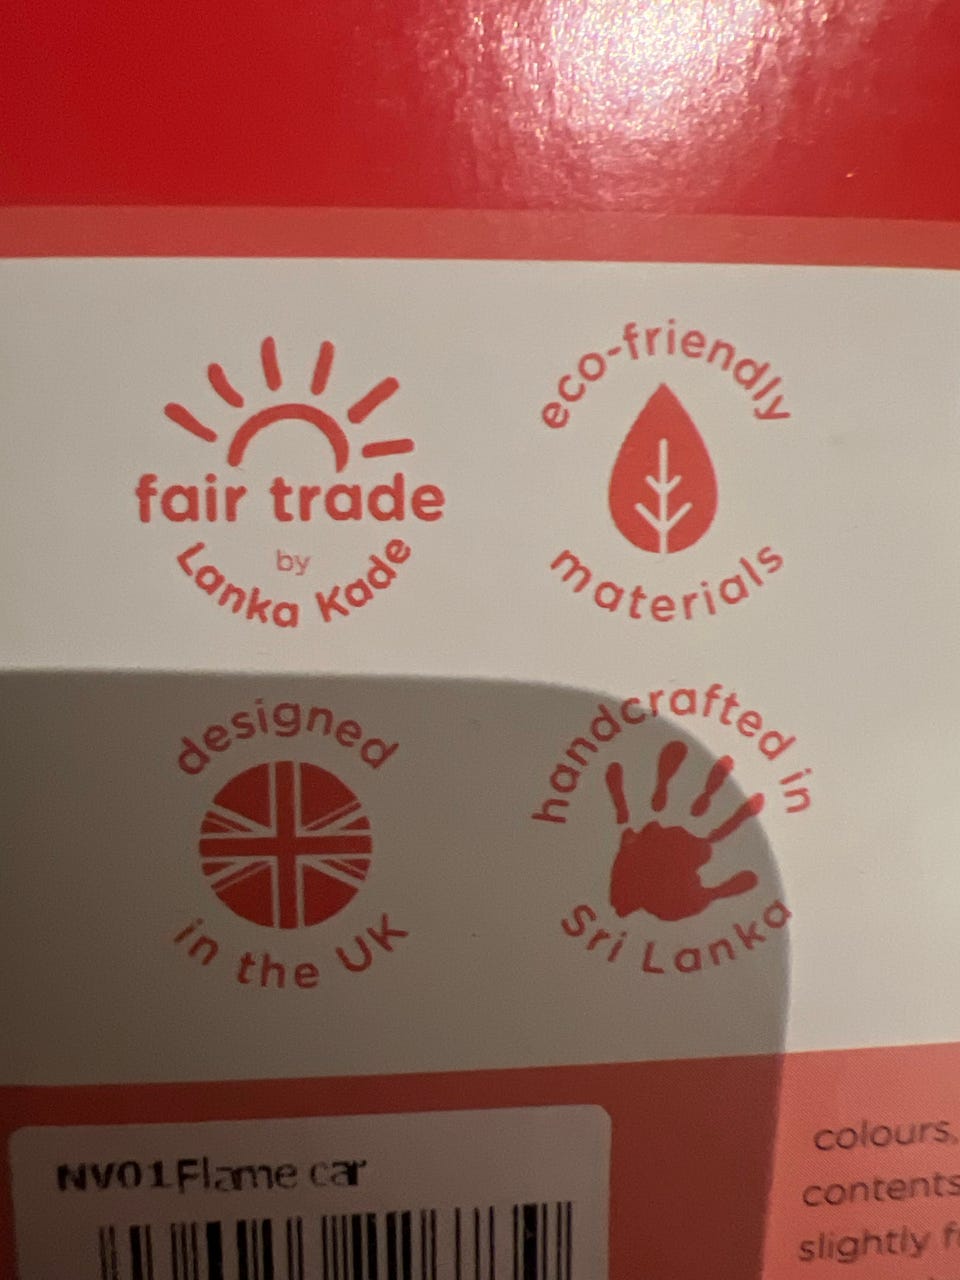 fair trade
by
Lanka Kade
eco-friendly
materials
designed
in the UK
handcrafted in
Sri Lanka
NV01Flame car
colours,
contents
slightly